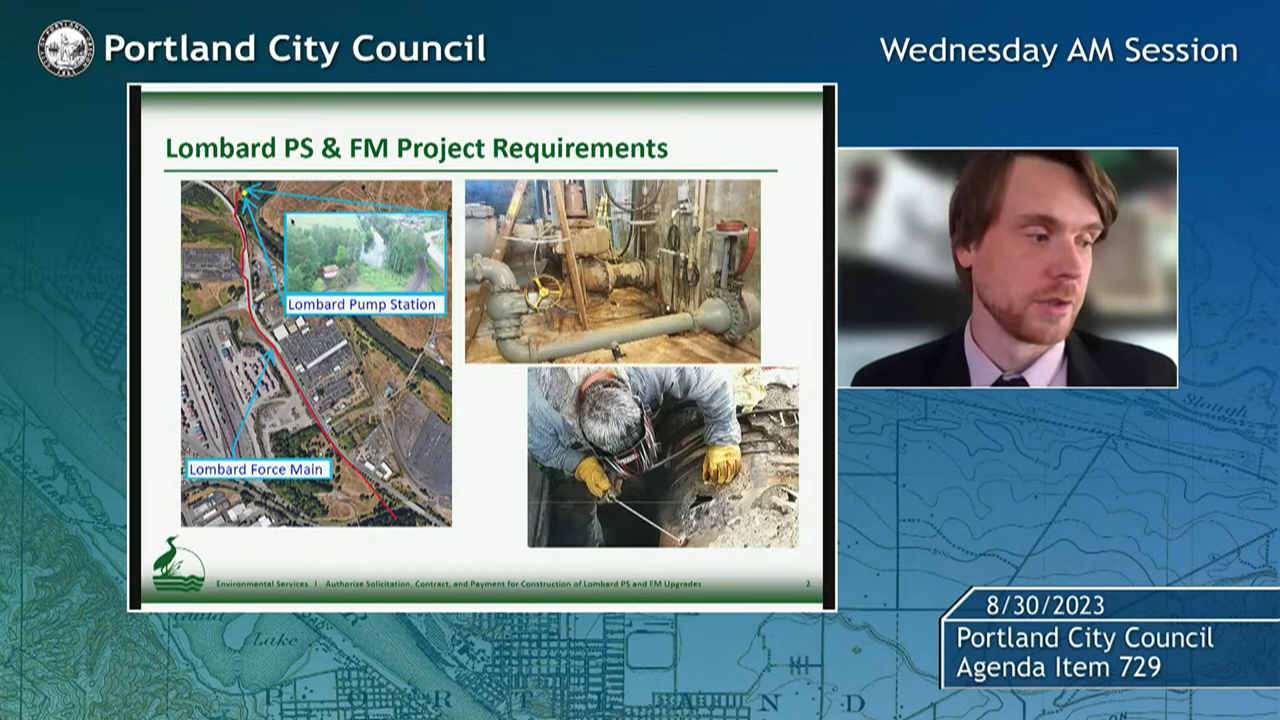 Portland City Council
Wednesday AM Session
Lombard PS & FM Project Requirements
Lombard Pump Station
Lombard Force Main
Environmental Services | Authorize Solicitation, Contract, and Payment for Construction of Lombard PS and FM Upgrades
2
Slough
Lake
8/30/2023
Portland City Council
Agenda Item 729